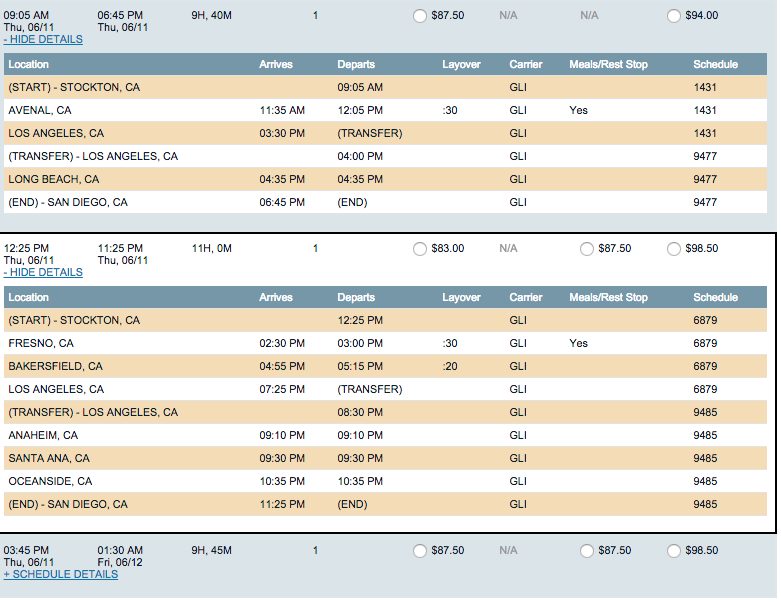 09:05 AM 06:45 PM 9H, 40M 1 $87.50 N/A N/A $94.00
Thu, 06/11 Thu, 06/11
- HIDE DETAILS
Location Arrives Departs Layover Carrier Meals/Rest Stop Schedule
(START) - STOCKTON, CA 09:05 AM GLI 1431
AVENAL, CA 11:35 AM 12:05 PM :30 GLI Yes 1431
LOS ANGELES, CA 03:30 PM (TRANSFER) GLI 1431
(TRANSFER) - LOS ANGELES, CA 04:00 PM GLI 9477
LONG BEACH, CA 04:35 PM 04:35 PM GLI 9477
(END) - SAN DIEGO, CA 06:45 PM (END) GLI 9477
12:25 PM 11:25 PM 11H, 0M 1 $83.00 N/A $87.50 $98.50
Thu, 06/11 Thu, 06/11
- HIDE DETAILS
Location Arrives Departs Layover Carrier Meals/Rest Stop Schedule
(START) - STOCKTON, CA 12:25 PM GLI 6879
FRESNO, CA 02:30 PM 03:00 PM :30 GLI Yes 6879
BAKERSFIELD, CA 04:55 PM 05:15 PM :20 GLI 6879
LOS ANGELES, CA 07:25 PM (TRANSFER) GLI 6879
(TRANSFER) - LOS ANGELES, CA 08:30 PM GLI 9485
ANAHEIM, CA 09:10 PM 09:10 PM GLI 9485
SANTA ANA, CA 09:30 PM 09:30 PM GLI 9485
OCEANSIDE, CA 10:35 PM 10:35 PM GLI 9485
(END) - SAN DIEGO, CA 11:25 PM (END) GLI 9485
03:45 PM 01:30 AM 9H, 45M 1 $87.50 N/A $87.50 $98.50
Thu, 06/11 Fri, 06/12
+ SCHEDULE DETAILS